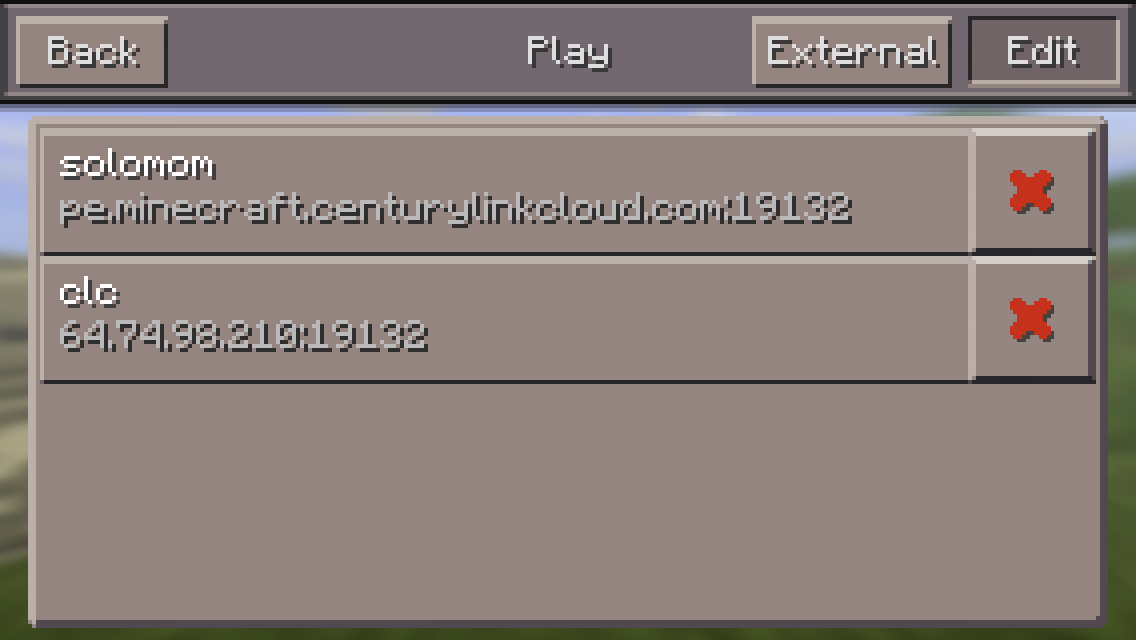 Back
Play
External
Edit
solomom
pe.minecraft.centurylinkcloud.com:19132
clc
64.74.98.210:19132